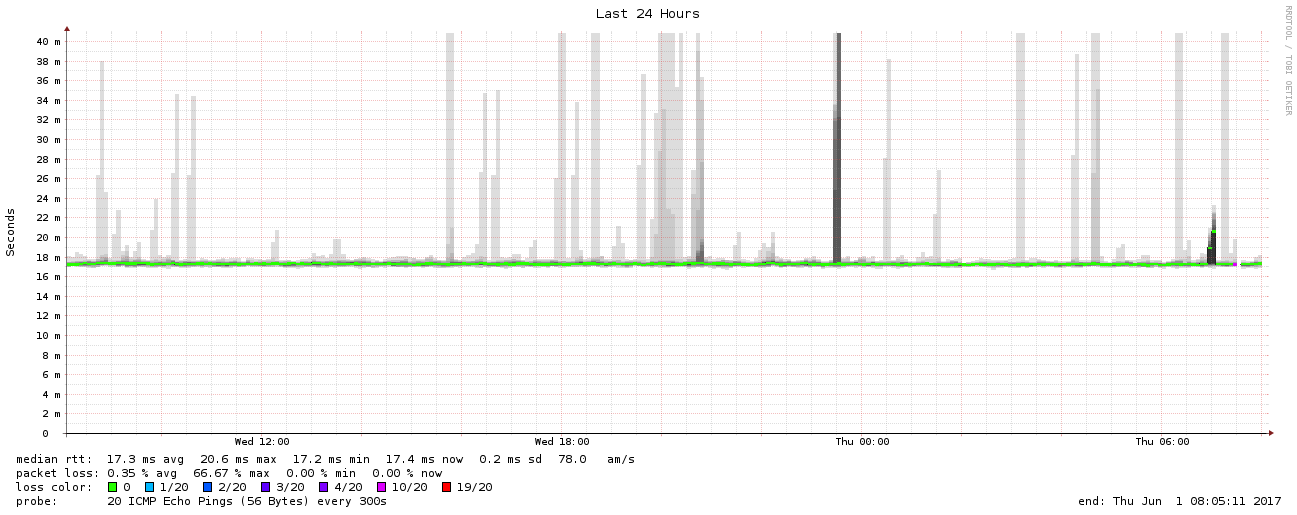 Last 24 Hours
RRDTOOL / TOBI OETIKER
Seconds
40 m
38 m
36 m
34 m
32 m
30 m
28 m
26 m
24 m
22 m
20 m
18 m
16 m
14 m
12 m
10 m
8 m
6 m
4 m
2 m
0
Wed 12:00 Wed 18:00 Thu 00:00 Thu 06:00
median rtt: 17.3 ms avg 20.6 ms max 17.2 ms min 17.4 ms now 0.2 ms sd 78.0 am/s
packet loss: 0.35 % avg 66.67 % max 0.00 % min 0.00 % now
loss color: 0 1/20 2/20 3/20 4/20 10/20 19/20
probe: 20 ICMP Echo Pings (56 Bytes) every 300s end: Thu Jun 1 08:05:11 2017